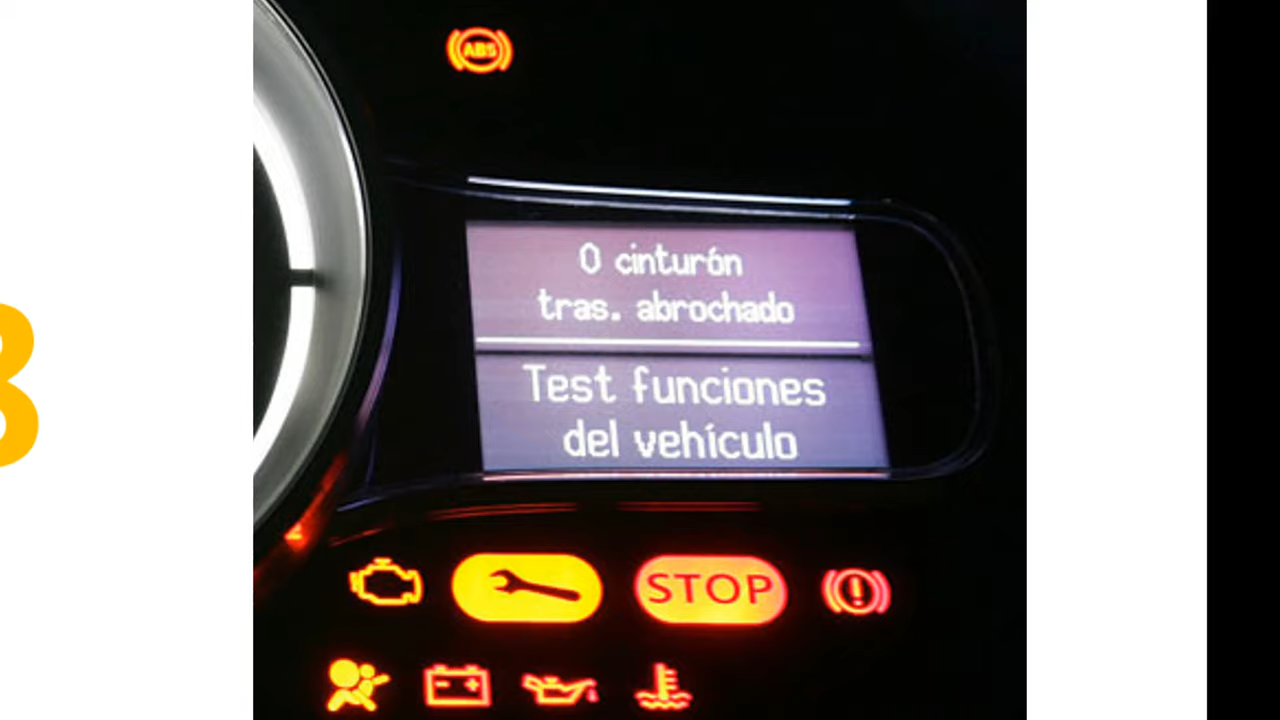 ABS
0 cinturón
tras. abrochado
Test funciones
del vehículo
STOP